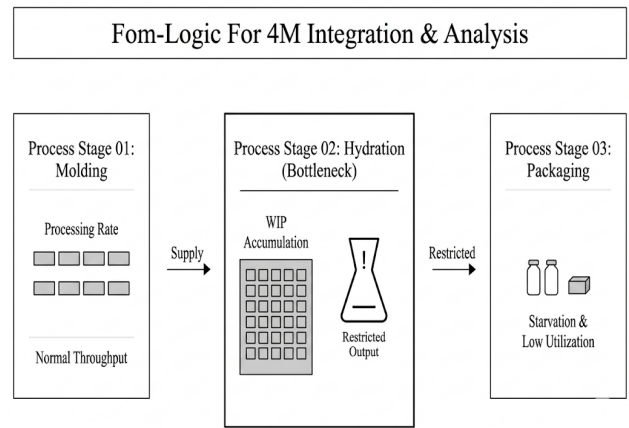 Fom-Logic For 4M Integration & Analysis
Process Stage 01:
Molding
Processing Rate
Normal Throughput
Supply
Process Stage 02: Hydration
(Bottleneck)
WIP
Accumulation
!
Restricted
Output
Restricted
Process Stage 03:
Packaging
Starvation &
Low Utilization